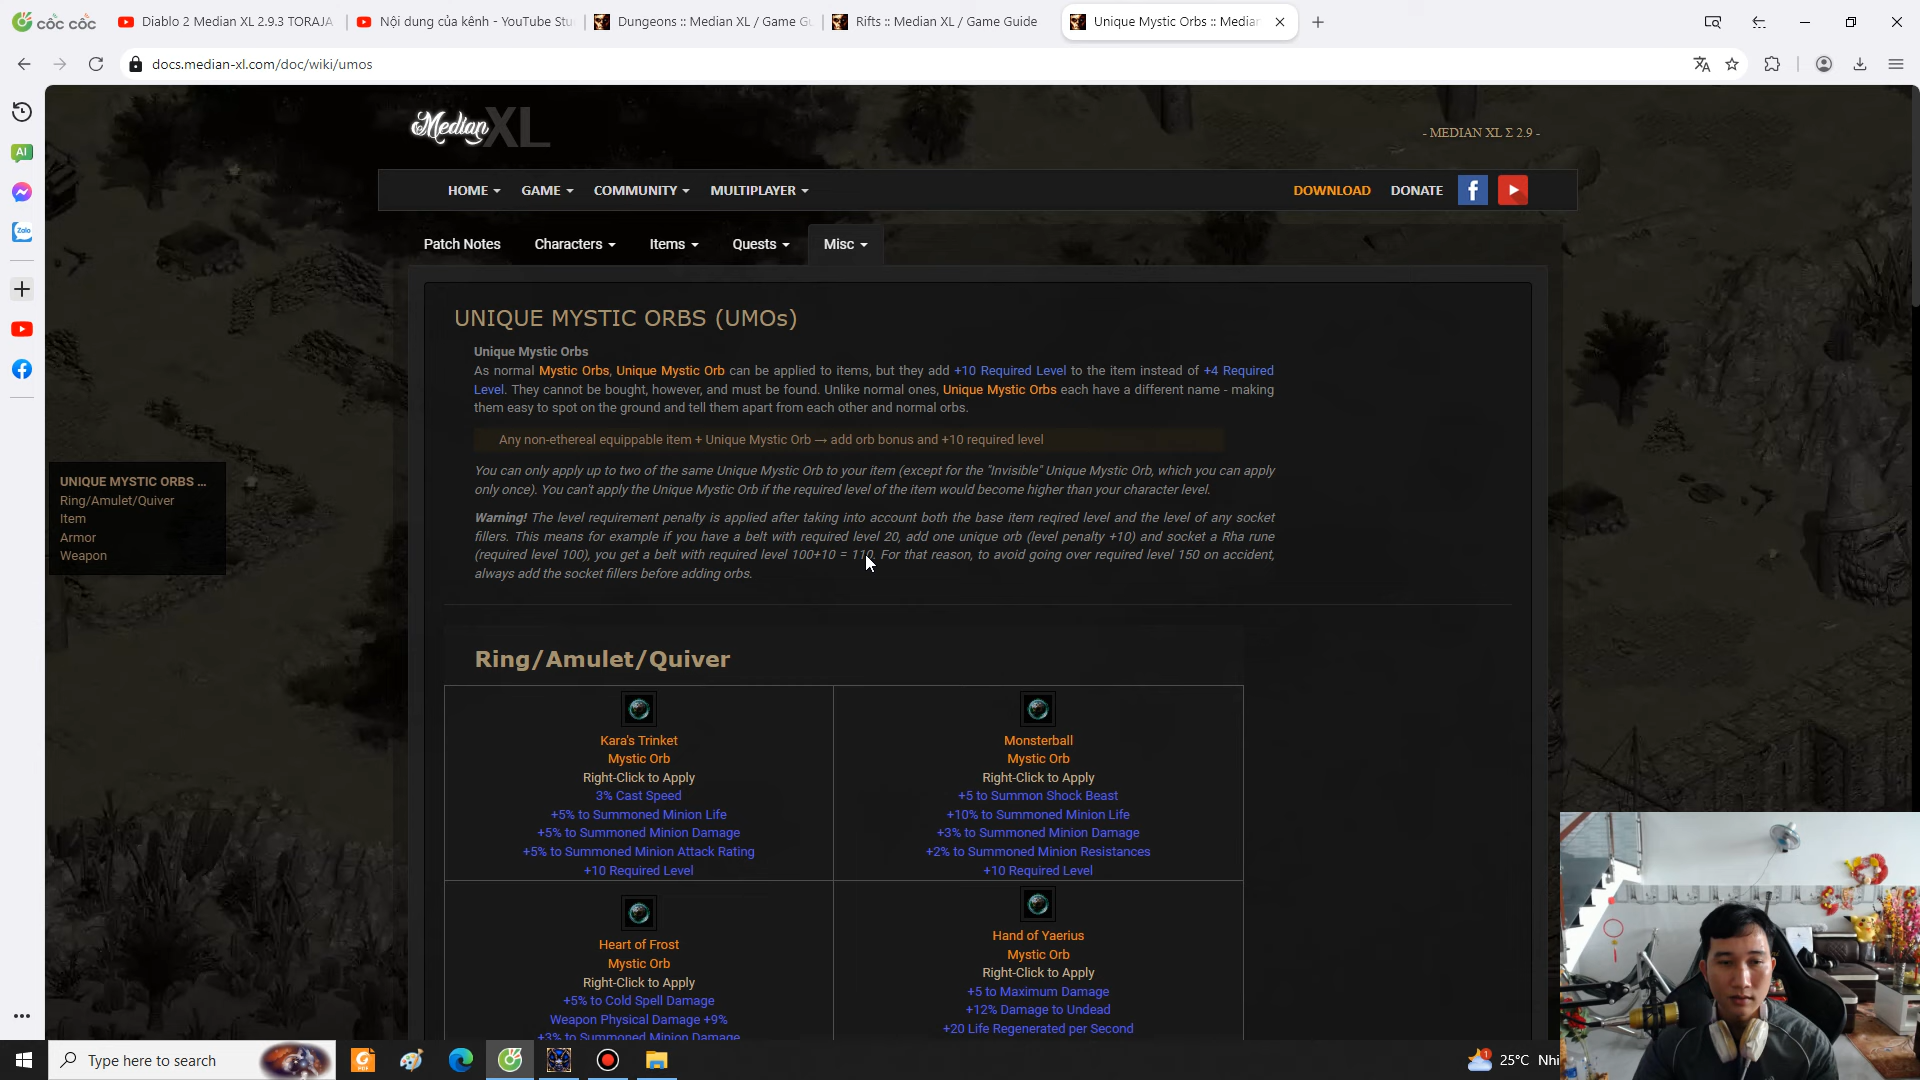 cốc cốc
Diablo 2 Median XL 2.9.3 TORAJA
Nội dung của kênh - YouTube Stu
Dungeons :: Median XL / Game Gu
Rifts :: Median XL / Game Guide
Unique Mystic Orbs :: Median
docs.median-xl.com/doc/wiki/umos
AI
Zalo
Median XL
- MEDIAN XL Σ 2.9 -
HOME
GAME
COMMUNITY
MULTIPLAYER
DOWNLOAD
DONATE
Patch Notes
Characters
Items
Quests
Misc
UNIQUE MYSTIC ORBS (UMOs)
Unique Mystic Orbs
As normal Mystic Orbs, Unique Mystic Orb can be applied to items, but they add +10 Required Level to the item instead of +4 Required
Level. They cannot be bought, however, and must be found. Unlike normal ones, Unique Mystic Orbs each have a different name - making
them easy to spot on the ground and tell them apart from each other and normal orbs.
Any non-ethereal equippable item + Unique Mystic Orb → add orb bonus and +10 required level
You can only apply up to two of the same Unique Mystic Orb to your item (except for the "Invisible" Unique Mystic Orb, which you can apply
only once). You can't apply the Unique Mystic Orb if the required level of the item would become higher than your character level.
Warning! The level requirement penalty is applied after taking into account both the base item reqired level and the level of any socket
fillers. This means for example if you have a belt with required level 20, add one unique orb (level penalty +10) and socket a Rha rune
(required level 100), you get a belt with required level 100+10 = 110. For that reason, to avoid going over required level 150 on accident,
always add the socket fillers before adding orbs.
UNIQUE MYSTIC ORBS ...
Ring/Amulet/Quiver
Item
Armor
Weapon
Ring/Amulet/Quiver
Kara's Trinket
Mystic Orb
Right-Click to Apply
3% Cast Speed
+5% to Summoned Minion Life
+5% to Summoned Minion Damage
+5% to Summoned Minion Attack Rating
+10 Required Level
Monsterball
Mystic Orb
Right-Click to Apply
+5 to Summon Shock Beast
+10% to Summoned Minion Life
+3% to Summoned Minion Damage
+2% to Summoned Minion Resistances
+10 Required Level
Heart of Frost
Mystic Orb
Right-Click to Apply
+5% to Cold Spell Damage
Weapon Physical Damage +9%
+3% to Summoned Minion Damage
Hand of Yaerius
Mystic Orb
Right-Click to Apply
+5 to Maximum Damage
+12% Damage to Undead
+20 Life Regenerated per Second
Type here to search
PDF
1
25°C Nhi